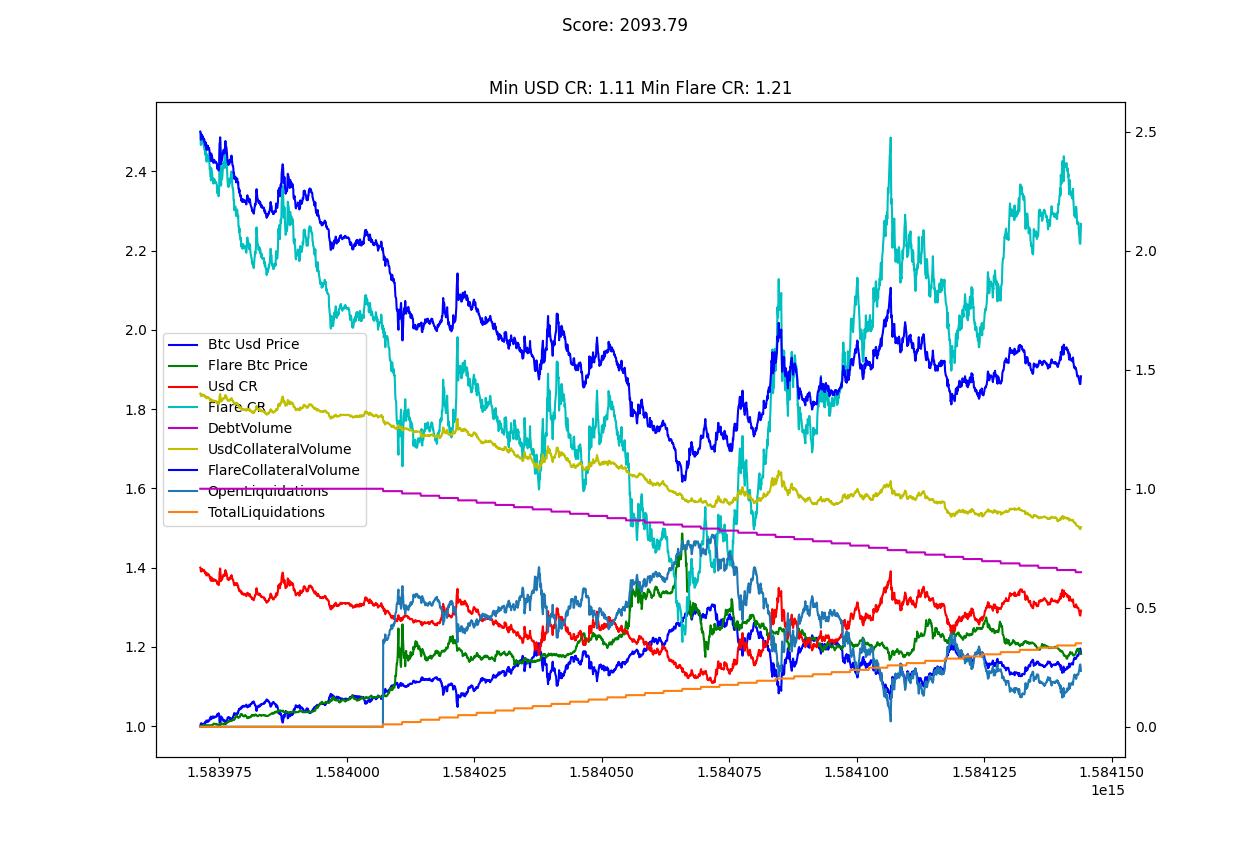 Score: 2093.79
Min USD CR: 1.11 Min Flare CR: 1.21
2.4
2.2
2.0
1.8
1.6
1.4
1.2
1.0
2.5
2.0
1.5
1.0
0.5
0.0
Btc Usd Price
Flare Btc Price
Usd CR
Flare CR
DebtVolume
UsdCollateralVolume
FlareCollateralVolume
OpenLiquidations
TotalLiquidations
1.583975 1.584000 1.584025 1.584050 1.584075 1.584100 1.584125 1.584150
1e15